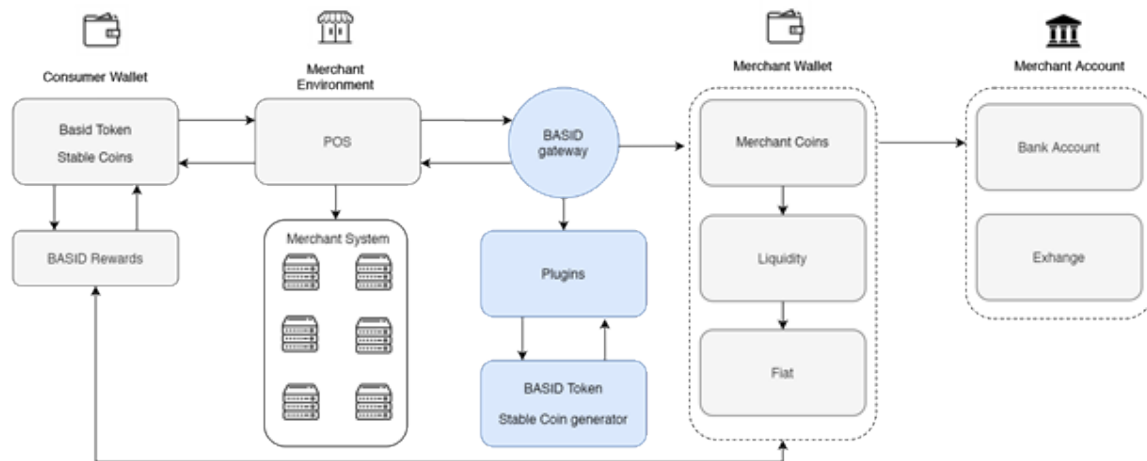 Consumer Wallet
Merchant
Environment
Merchant Wallet
Merchant Account
Basid Token
Stable Coins
POS
BASID
gateway
Merchant Coins
Bank Account
BASID Rewards
Merchant System
Plugins
Liquidity
Exhange
BASID Token
Stable Coin generator
Fiat